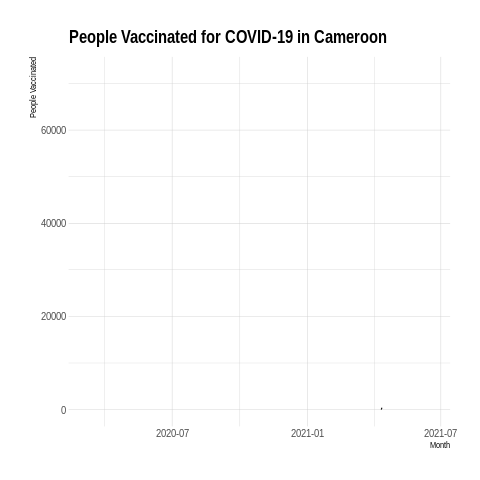 People Vaccinated for COVID-19 in Cameroon
People Vaccinated
60000
40000
20000
0
2020-07 2021-01 2021-07
Month